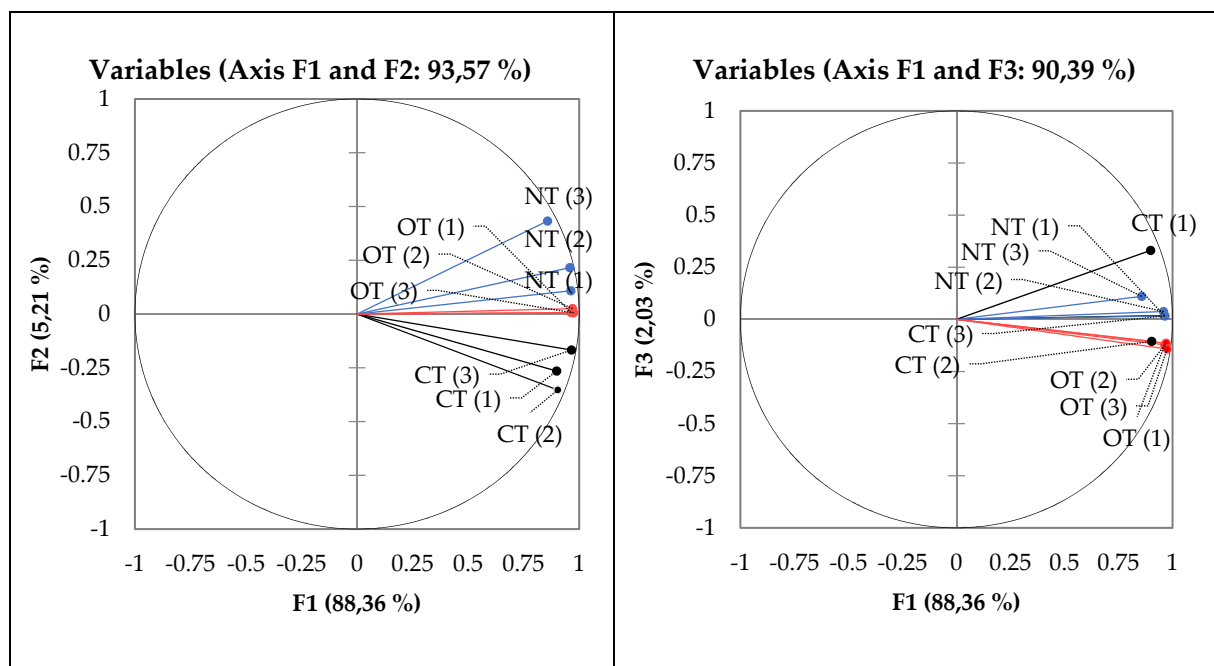 Variables (Axis F1 and F2: 93,57 %)
1
0.75
0.5
0.25
0
-0.25
-0.5
-0.75
-1
F2 (5,21 %)
NT (3)
OT (1)
NT (2)
OT (2)
NT (1)
OT (3)
CT (3)
CT (1)
CT (2)
-1 -0.75 -0.5 -0.25 0 0.25 0.5 0.75 1
F1 (88,36 %)
Variables (Axis F1 and F3: 90,39 %)
1
0.75
0.5
0.25
0
-0.25
-0.5
-0.75
-1
F3 (2,03 %)
NT (1)
CT (1)
NT (3)
NT (2)
CT (3)
CT (2)
OT (2)
OT (3)
OT (1)
-1 -0.75 -0.5 -0.25 0 0.25 0.5 0.75 1
F1 (88,36 %)